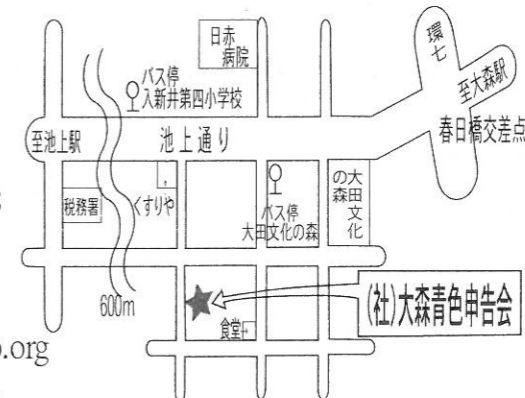 日赤
病院
環七
バス停
入新井第四小学校
至大森駅
至池上駅
池上通り
春日橋交差点
税務署
くすりや
バス停
大田文化の森
大田文化
の森
600m
(社)大森青色申告会
食堂
.org